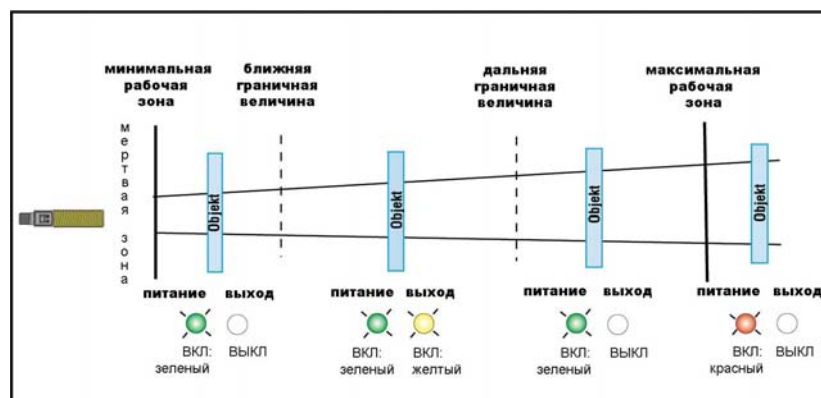 минимальная
рабочая
зона
ближняя
граничная
величина
дальняя
граничная
величина
максимальная
рабочая
зона
мертвая
зона
Objekt
Objekt
Objekt
Objekt
питание выход
питание выход
питание выход
питание выход
ВКЛ: ВЫКЛ
зеленый
ВКЛ: ВКЛ:
зеленый желтый
ВКЛ: ВЫКЛ
зеленый
ВКЛ: ВЫКЛ
красный